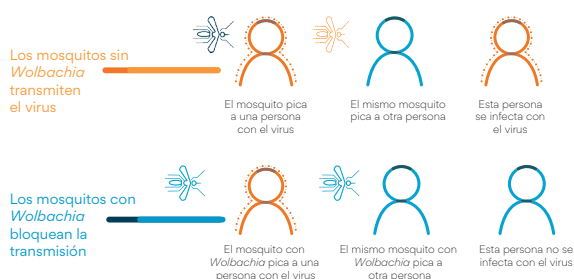 Los mosquitos sin
Wolbachia
transmiten
el virus
El mosquito pica
a una persona
con el virus
El mismo mosquito
pica a otra persona
Esta persona
se infecta con
el virus
Los mosquitos con
Wolbachia
bloquean la
transmisión
El mosquito con
Wolbachia pica a una
persona con el virus
El mismo mosquito con
Wolbachia pica a
otra persona
Esta persona no se
infecta con el virus